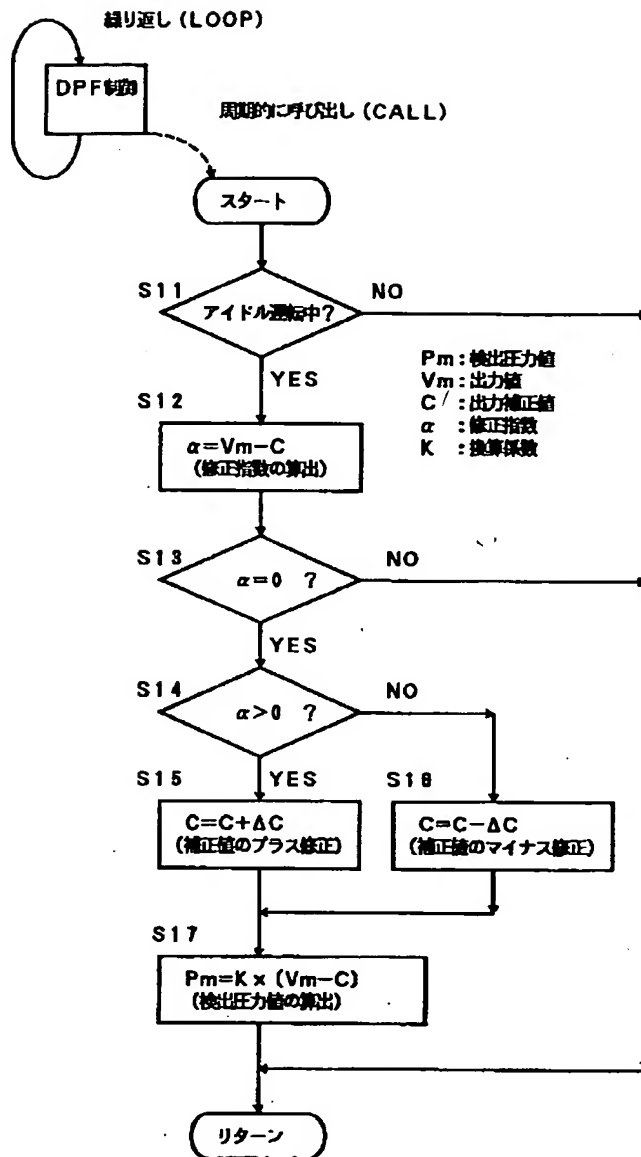 繰り返し(LOOP)
DPF制御
周期的に呼び出し(CALL)
スタート
S11
NO
アイドル運転中?
YES
Pm:検出圧力値
Vm:出力値
C:出力補正値
α:修正指数
K:換算係数
S12
α=Vm−C
(修正指数の算出)
S13
NO
α=0 ?
YES
S14
NO
α>0 ?
S15
YES
S16
C=C+ΔC
(補正値のプラス修正)
C=C−ΔC
(補正値のマイナス修正)
S17
Pm=K×(Vm−C)
(検出圧力値の算出)
リターン